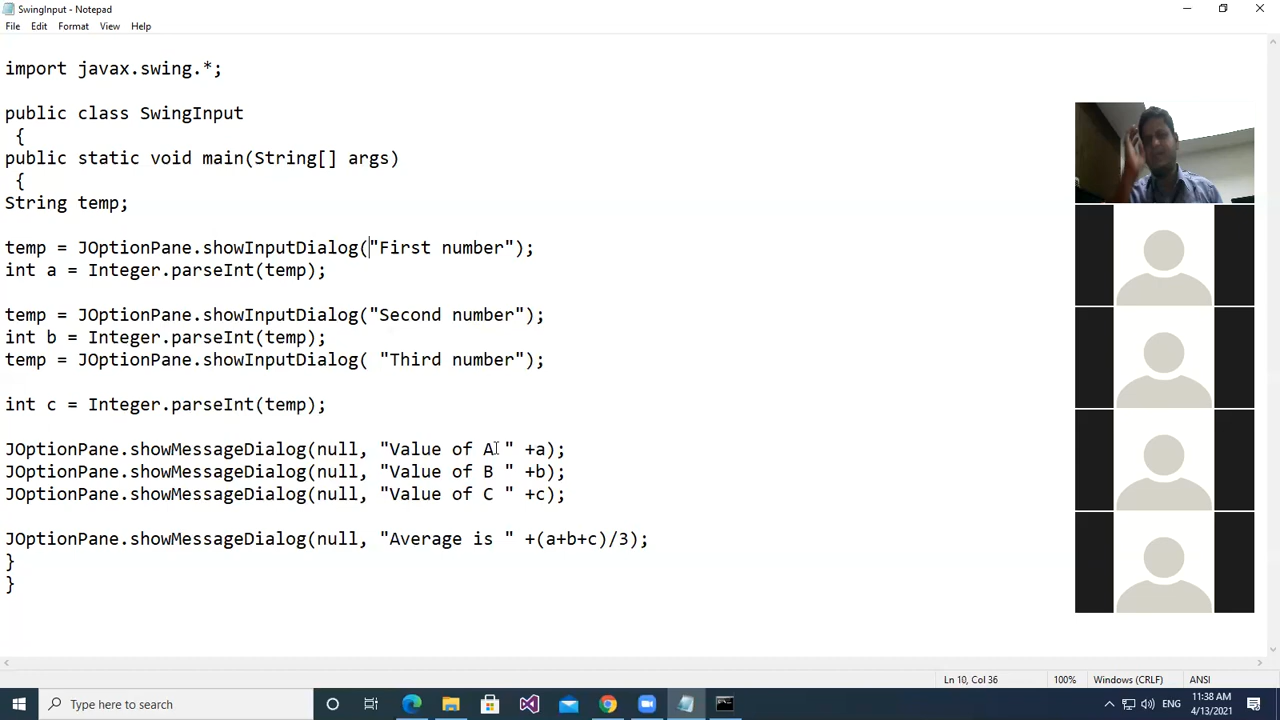 SwingInput - Notepad
File Edit Format View Help
import javax.swing.*;
public class SwingInput
{
public static void main(String[] args)
{
String temp;
temp = JOptionPane.showInputDialog("First number");
int a = Integer.parseInt(temp);
temp = JOptionPane.showInputDialog("Second number");
int b = Integer.parseInt(temp);
temp = JOptionPane.showInputDialog( "Third number");
int c = Integer.parseInt(temp);
JOptionPane.showMessageDialog(null, "Value of A " +a);
JOptionPane.showMessageDialog(null, "Value of B " +b);
JOptionPane.showMessageDialog(null, "Value of C " +c);
JOptionPane.showMessageDialog(null, "Average is " +(a+b+c)/3);
}
}
Ln 10, Col 36 100% Windows (CRLF) ANSI
Type here to search
ENG
11:38 AM
4/13/2021